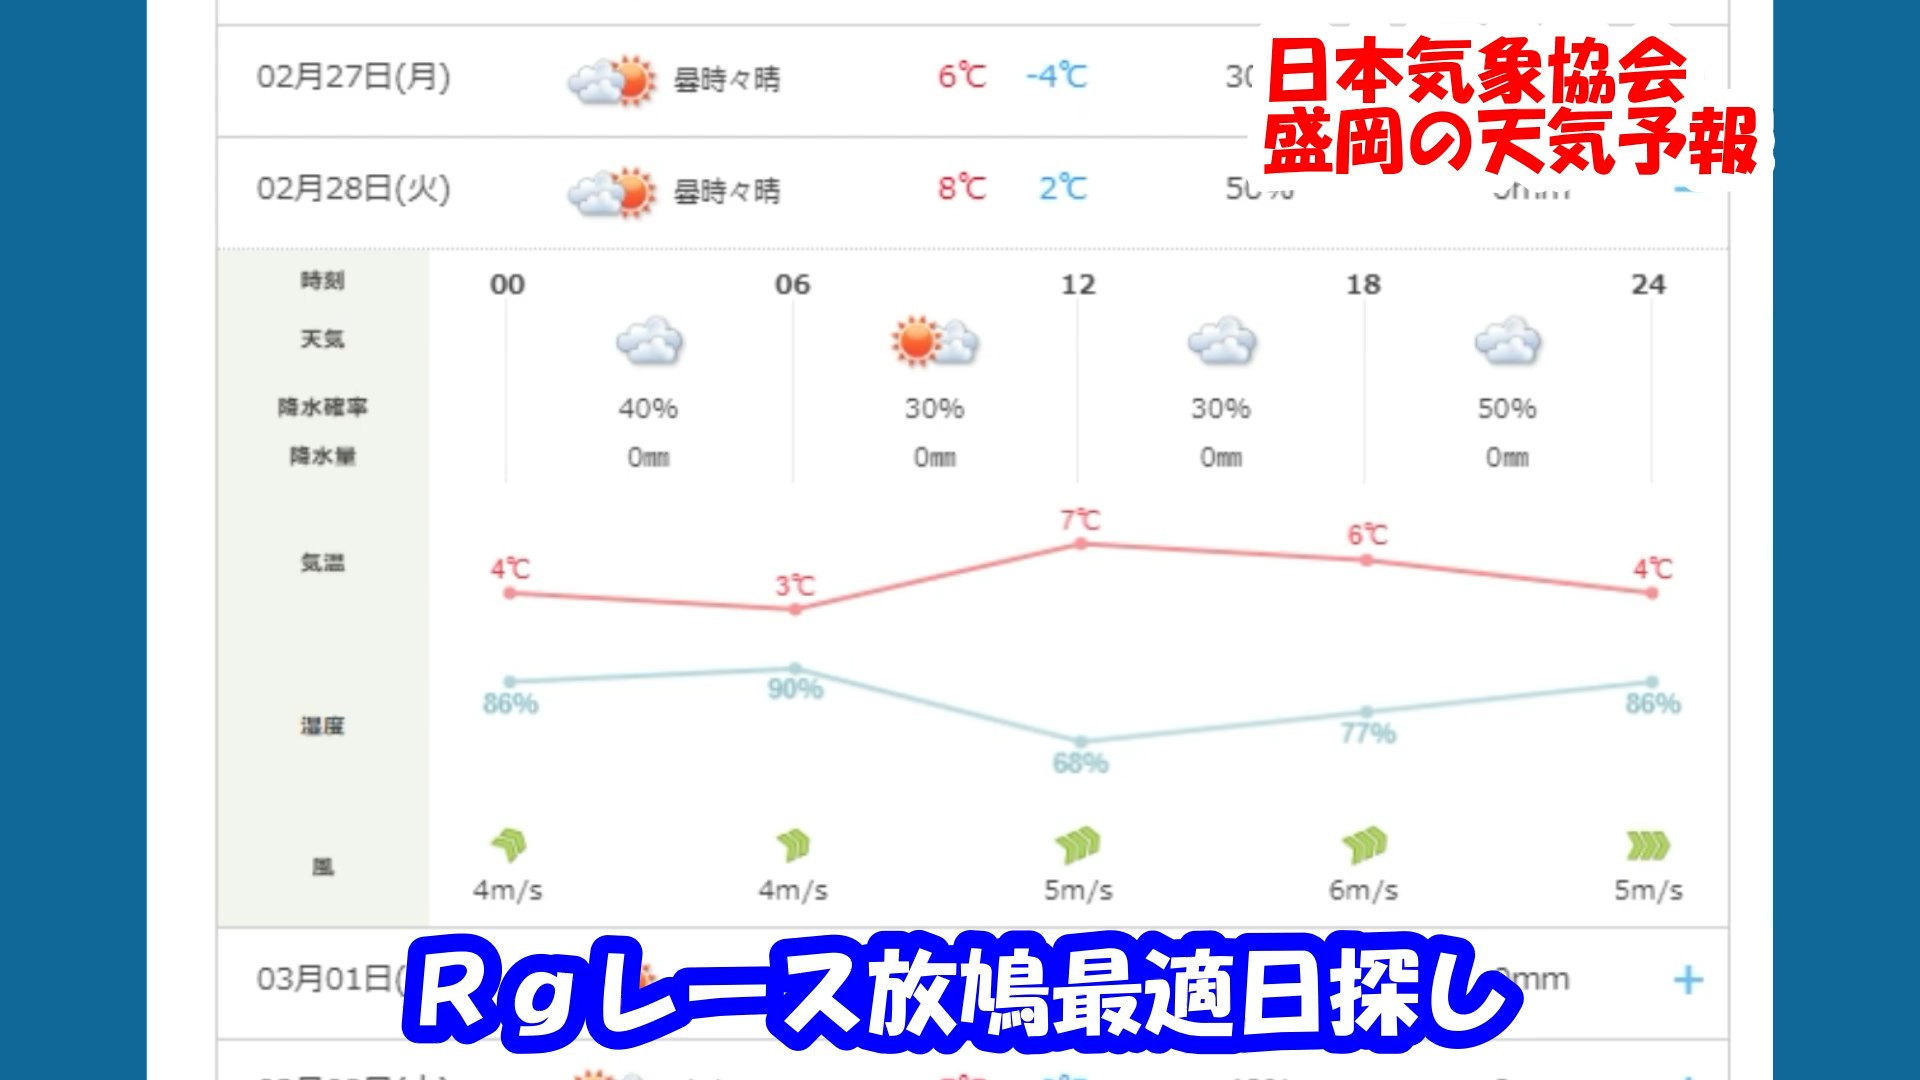 日本気象協会
盛岡の天気予報
02月27日(月) 曇時々晴 6℃ -4℃
02月28日(火) 曇時々晴 8℃ 2℃ 50%
時刻 00 06 12 18 24
天気
降水確率 40% 30% 30% 50%
降水量 0㎜ 0㎜ 0㎜ 0㎜
気温 4℃ 3℃ 7℃ 6℃ 4℃
湿度 86% 90% 68% 77% 86%
風 4m/s 4m/s 5m/s 6m/s 5m/s
03月01日( mm +
Rgレース放鳩最適日探し